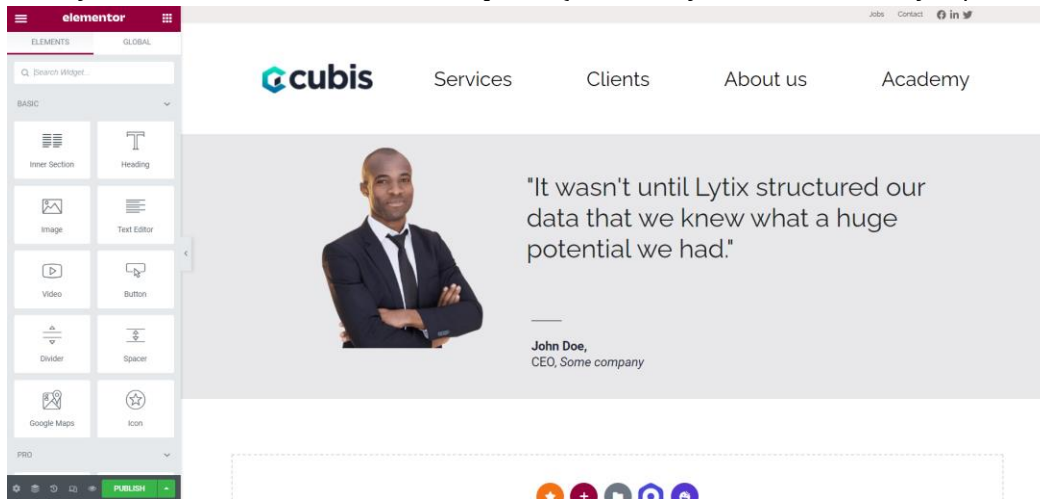 elementor
ELEMENTS GLOBAL
Search Widget...
BASIC
Inner Section Heading
Image Text Editor
Video Button
Divider Spacer
Google Maps Icon
PRO
PUBLISH
Jobs Contact
cubis Services Clients About us Academy
"It wasn't until Lytix structured our
data that we knew what a huge
potential we had."
John Doe,
CEO, Some company